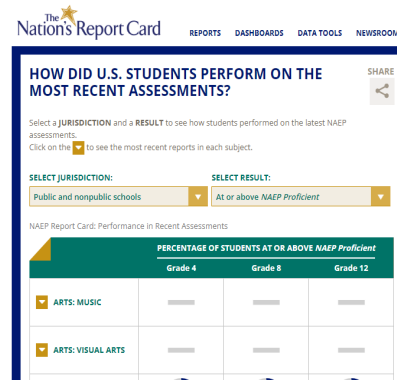 The
Nation's Report Card
REPORTS DASHBOARDS DATA TOOLS NEWSROOM
HOW DID U.S. STUDENTS PERFORM ON THE
MOST RECENT ASSESSMENTS?
SHARE
Select a JURISDICTION and a RESULT to see how students performed on the latest NAEP
assessments.
Click on the to see the most recent reports in each subject.
SELECT JURISDICTION: SELECT RESULT:
Public and nonpublic schools At or above NAEP Proficient
NAEP Report Card: Performance in Recent Assessments
PERCENTAGE OF STUDENTS AT OR ABOVE NAEP Proficient
Grade 4 Grade 8 Grade 12
ARTS: MUSIC
ARTS: VISUAL ARTS